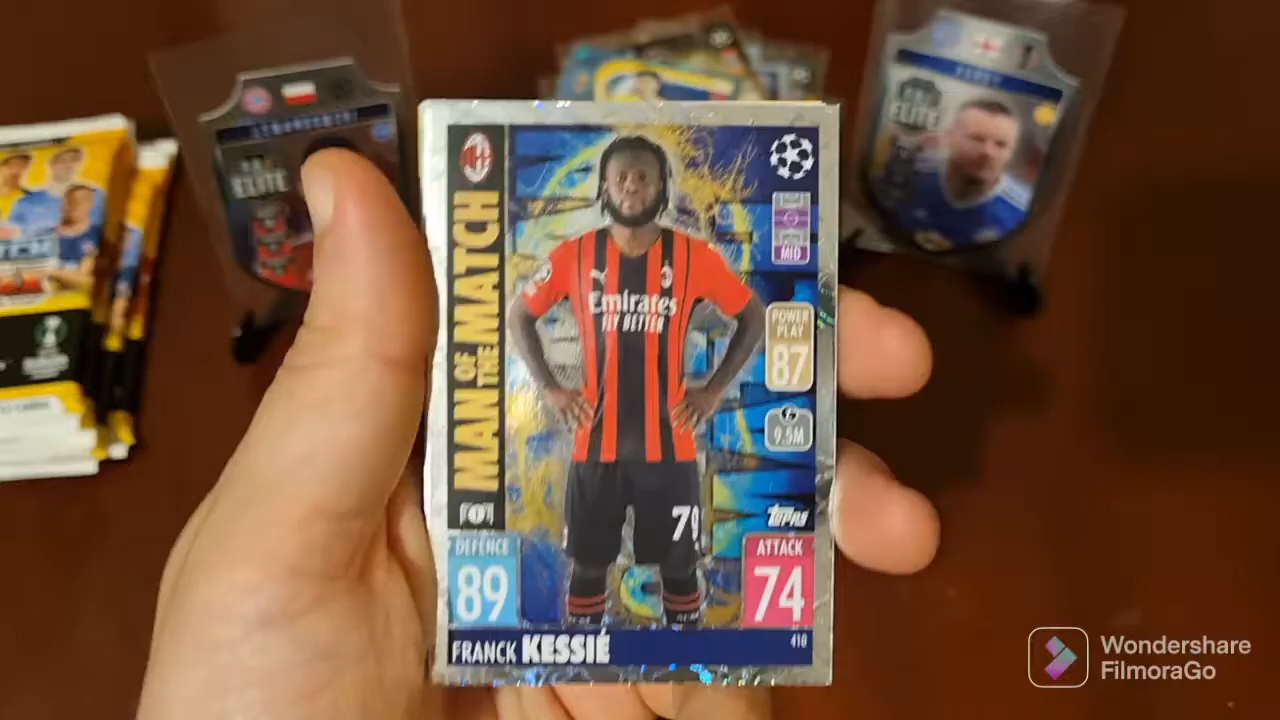 MAN OF THE MATCH
MID
POWER
PLAY
87
9.5M
Emirates
FLY BETTER
79
topps
DEFENCE
89
ATTACK
74
FRANCK KESSIÉ
410
ELITE
ELITE
Wondershare
FilmoraGo